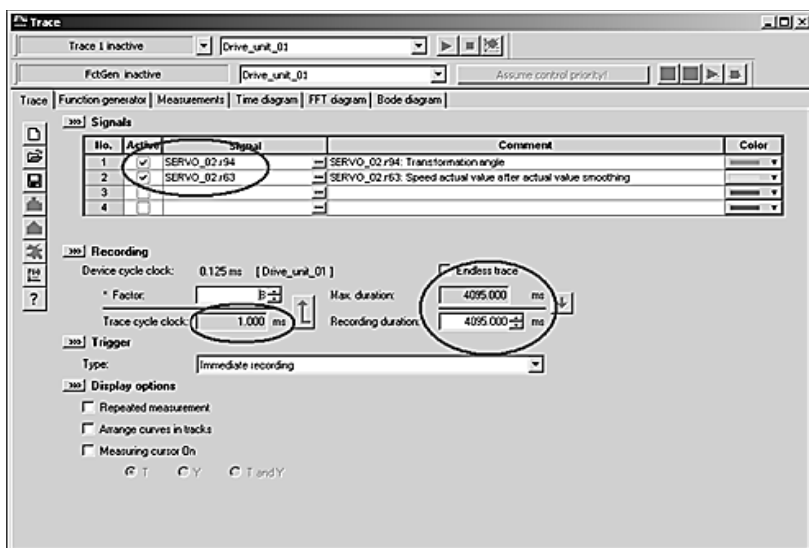 Trace
Trace 1 inactive Drive_unit_01
FctGen inactive Drive_unit_01 Assume control priority!
Trace Function generator Measurements Time diagram FFT diagram Bode diagram
Signals
No. Active Signal Comment Color
1 SERVO_02.r94 SERVO_02.r94: Transformation angle
2 SERVO_02.r63 SERVO_02.r63: Speed actual value after actual value smoothing
3
4
Recording
Device cycle clock: 0.125 ms [Drive_unit_01] Endless trace
* Factor: 8 Max. duration: 4095.000 ms
Trace cycle clock: 1.000 ms Recording duration: 4095.000 ms
Trigger
Type: Immediate recording
Display options
Repeated measurement
Arrange curves in tracks
Measuring cursor On
T Y T and Y